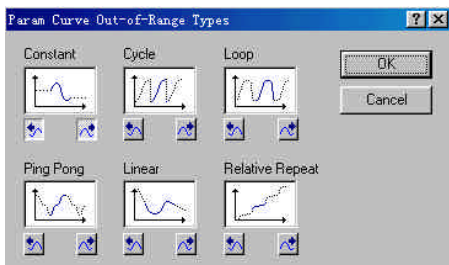 Param Curve Out-of-Range Types
Constant Cycle Loop
OK
Cancel
Ping Pong Linear Relative Repeat